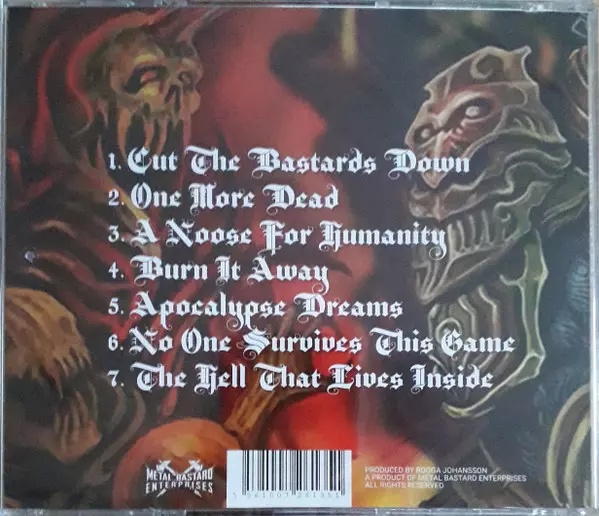 1. Cut The Bastards Down
2. One More Dead
3. A Noose For Humanity
4. Burn It Away
5. Apocalypse Dreams
6. No One Survives This Game
7. The Hell That Lives Inside
METAL BASTARD
ENTERPRISES
PRODUCED BY ROGGA JOHANSSON
A PRODUCT OF METAL BASTARD ENTERPRISES
ALL RIGHTS RESERVED